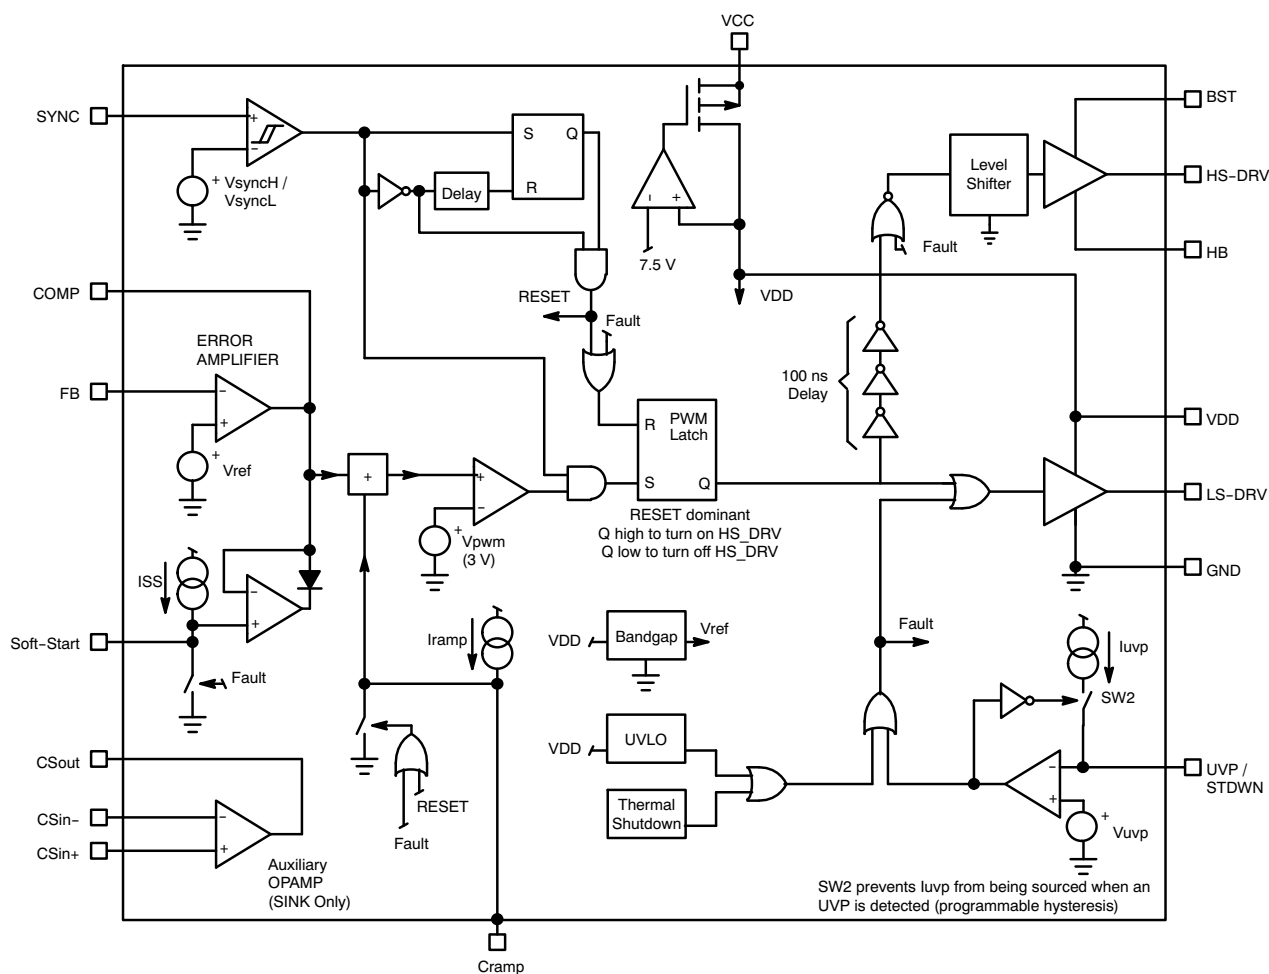 VCC
SYNC
+
−
+ VsyncH /
VsyncL
S Q
R
Delay
− +
7.5 V
VDD
Level
Shifter
BST
HS−DRV
HB
Fault
RESET
Fault
COMP
ERROR
AMPLIFIER
FB
−
+
+
Vref
100 ns
Delay
VDD
R PWM
Latch
S Q
+
+
−
+
Vpwm
(3 V)
RESET dominant
Q high to turn on HS_DRV
Q low to turn off HS_DRV
LS−DRV
GND
ISS
−
+
Soft−Start
Fault
Iramp
VDD
Bandgap
Vref
Fault
Iuvp
SW2
VDD
UVLO
Thermal
Shutdown
−
+
+
Vuvp
UVP /
STDWN
RESET
Fault
CSout
CSin−
CSin+
−
+
Auxiliary
OPAMP
(SINK Only)
SW2 prevents Iuvp from being sourced when an
UVP is detected (programmable hysteresis)
Cramp